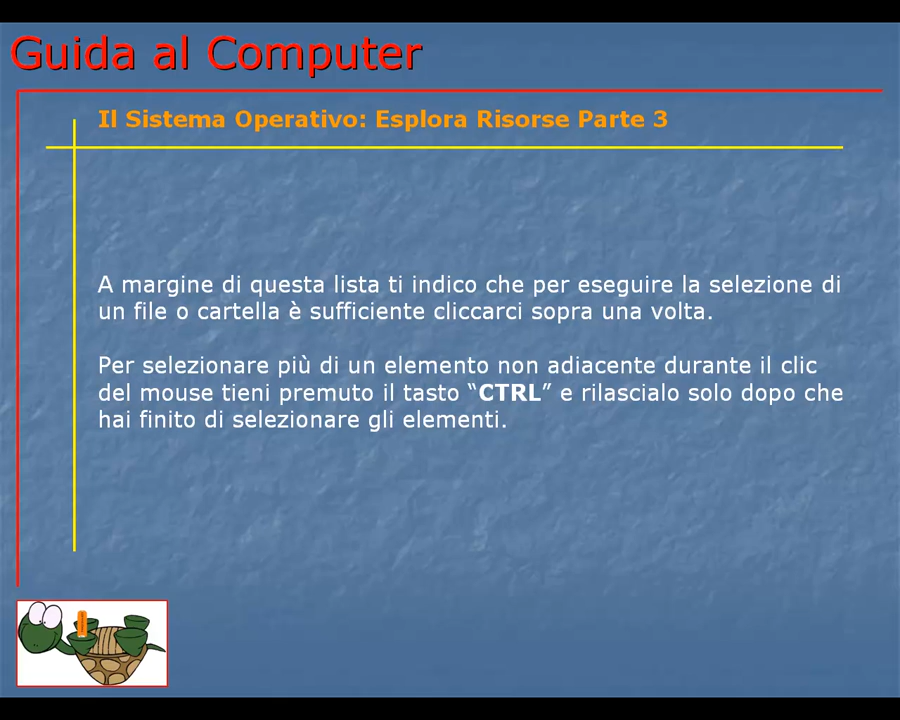 Guida al Computer
Il Sistema Operativo: Esplora Risorse Parte 3
A margine di questa lista ti indico che per eseguire la selezione di
un file o cartella è sufficiente cliccarci sopra una volta.
Per selezionare più di un elemento non adiacente durante il clic
del mouse tieni premuto il tasto “CTRL” e rilascialo solo dopo che
hai finito di selezionare gli elementi.